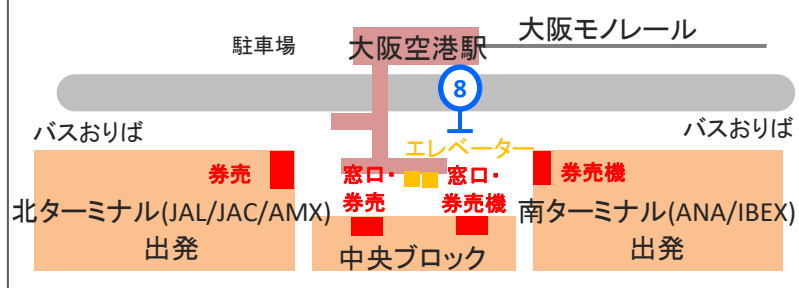 大阪モノレール
駐車場
大阪空港駅
8
バスおりば
バスおりば
エレベーター
券売
窓口・
券売
窓口・
券売機
券売機
北ターミナル(JAL/JAC/AMX)
出発
中央ブロック
南ターミナル(ANA/IBEX)
出発